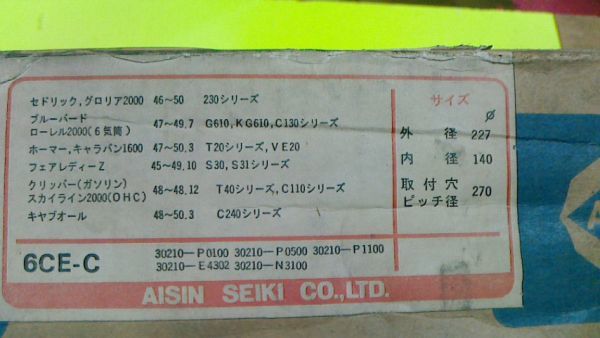 セドリック,グロリア2000 46〜50 230シリーズ
ブルーバード
ローレル2000(6気筒) 47〜49.7 G610,KG610,C130シリーズ
ホーマー,キャラバン1600 47〜50.3 T20シリーズ,VE20
フェアレディーZ 45〜49.10 S30,S31シリーズ
クリッパー(ガソリン)
スカイライン2000(OHC) 48〜48.12 T40シリーズ,C110シリーズ
キャブオール 48〜50.3 C240シリーズ
サイズ
φ
外径 227
内径 140
取付穴
ピッチ径 270
6CE-C
30210-P0100 30210-P0500 30210-P1100
30210-E4302 30210-N3100
AISIN SEIKI CO.,LTD.
A